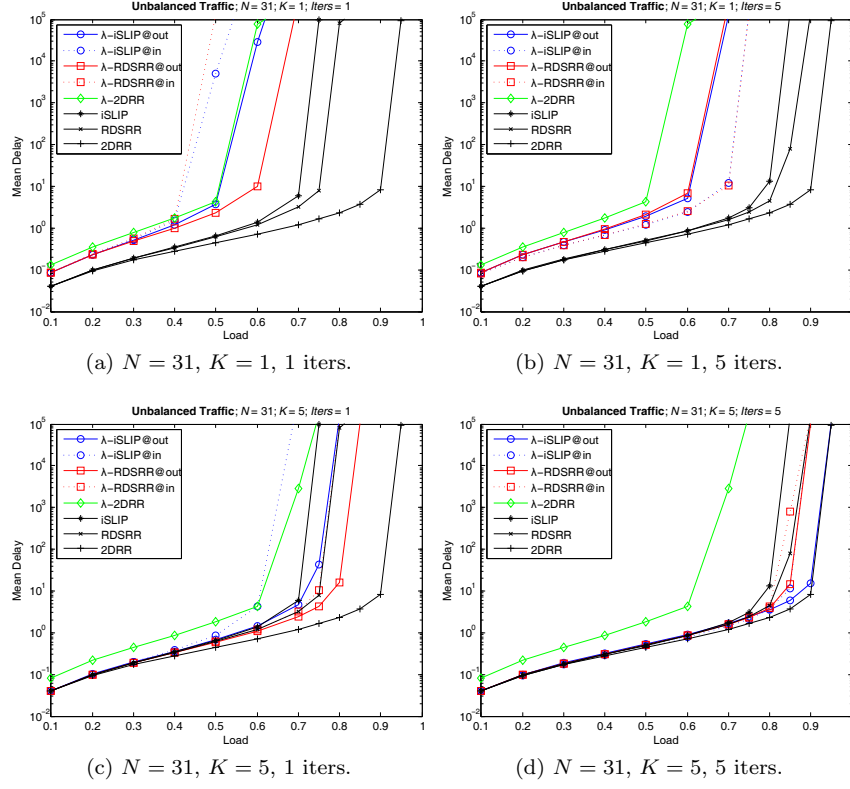 Unbalanced Traffic; N = 31; K = 1; Iters = 1
10^5
10^4
10^3
10^2
10^1
10^0
10^-1
10^-2
Mean Delay
λ-iSLIP@out
λ-iSLIP@in
λ-RDSRR@out
λ-RDSRR@in
λ-2DRR
iSLIP
RDSRR
2DRR
0.1 0.2 0.3 0.4 0.5 0.6 0.7 0.8 0.9 1
Load
(a) N = 31, K = 1, 1 iters.
Unbalanced Traffic; N = 31; K = 1; Iters = 5
10^5
10^4
10^3
10^2
10^1
10^0
10^-1
10^-2
Mean Delay
λ-iSLIP@out
λ-iSLIP@in
λ-RDSRR@out
λ-RDSRR@in
λ-2DRR
iSLIP
RDSRR
2DRR
0.1 0.2 0.3 0.4 0.5 0.6 0.7 0.8 0.9
Load
(b) N = 31, K = 1, 5 iters.
Unbalanced Traffic; N = 31; K = 5; Iters = 1
10^5
10^4
10^3
10^2
10^1
10^0
10^-1
10^-2
Mean Delay
λ-iSLIP@out
λ-iSLIP@in
λ-RDSRR@out
λ-RDSRR@in
λ-2DRR
iSLIP
RDSRR
2DRR
0.1 0.2 0.3 0.4 0.5 0.6 0.7 0.8 0.9 1
Load
(c) N = 31, K = 5, 1 iters.
Unbalanced Traffic; N = 31; K = 5; Iters = 5
10^5
10^4
10^3
10^2
10^1
10^0
10^-1
10^-2
Mean Delay
λ-iSLIP@out
λ-iSLIP@in
λ-RDSRR@out
λ-RDSRR@in
λ-2DRR
iSLIP
RDSRR
2DRR
0.1 0.2 0.3 0.4 0.5 0.6 0.7 0.8 0.9
Load
(d) N = 31, K = 5, 5 iters.